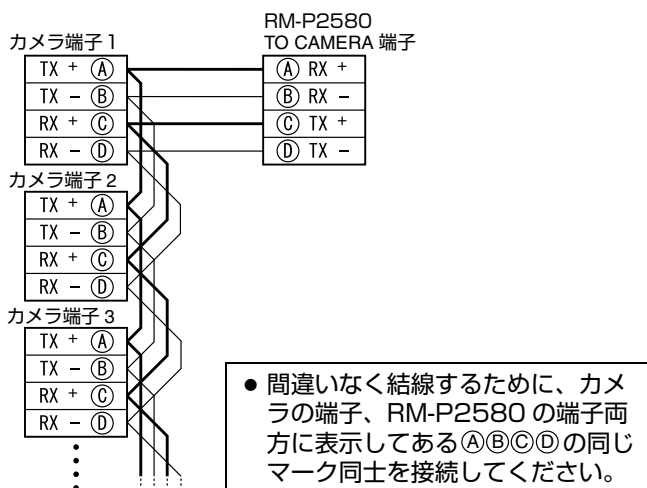 カメラ端子 1
TX + Ⓐ
TX − Ⓑ
RX + Ⓒ
RX − Ⓓ
RM-P2580
TO CAMERA 端子
Ⓐ RX +
Ⓑ RX −
Ⓒ TX +
Ⓓ TX −
カメラ端子 2
TX + Ⓐ
TX − Ⓑ
RX + Ⓒ
RX − Ⓓ
カメラ端子 3
TX + Ⓐ
TX − Ⓑ
RX + Ⓒ
RX − Ⓓ
● 間違いなく結線するために、カメ
ラの端子、RM-P2580 の端子両
方に表示してあるⒶⒷⒸⒹの同じ
マーク同士を接続してください。